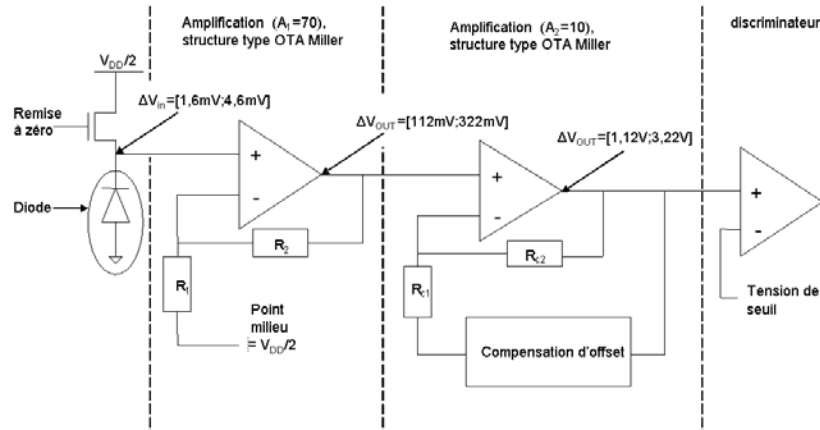 Amplification (A1=70),
structure type OTA Miller
Amplification (A2=10),
structure type OTA Miller
discriminateur
VDD/2
Remise
à zéro
ΔVin=[1,6mV;4,6mV]
ΔVOUT=[112mV;322mV]
ΔVOUT=[1,12V;3,22V]
+
-
+
-
+
-
Diode
R2
R1
Rc2
Rc1
Point
milieu
= VDD/2
Compensation d'offset
Tension de
seuil